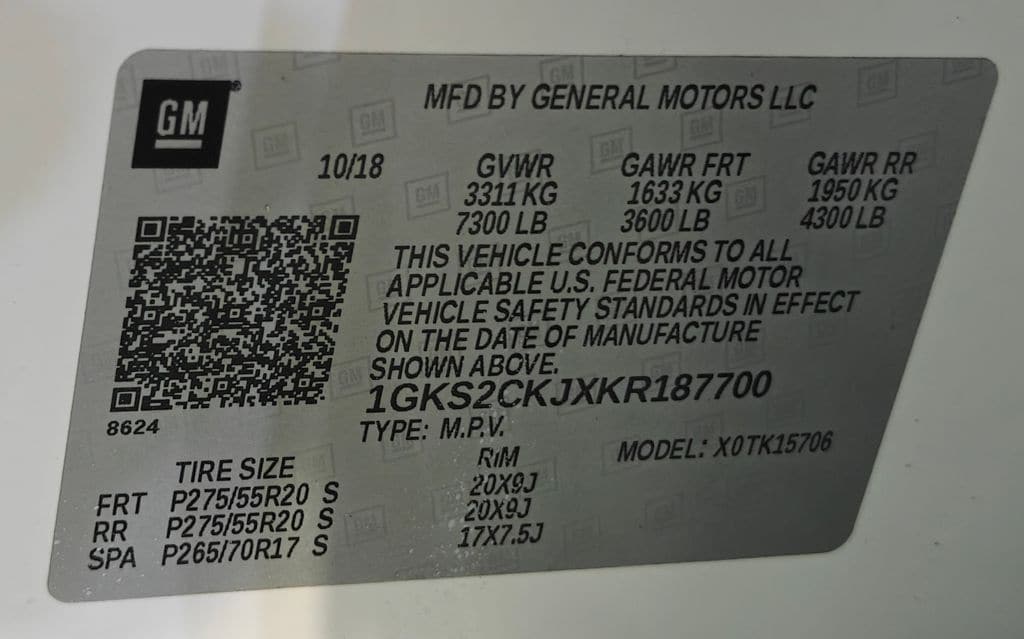 GM
MFD BY GENERAL MOTORS LLC
10/18 GVWR GAWR FRT GAWR RR
3311 KG 1633 KG 1950 KG
7300 LB 3600 LB 4300 LB
THIS VEHICLE CONFORMS TO ALL
APPLICABLE U.S. FEDERAL MOTOR
VEHICLE SAFETY STANDARDS IN EFFECT
ON THE DATE OF MANUFACTURE
SHOWN ABOVE.
1GKS2CKJXKR187700
8624
TYPE: M.P.V. MODEL: X0TK15706
TIRE SIZE RIM
FRT P275/55R20 S 20X9J
RR P275/55R20 S 20X9J
SPA P265/70R17 S 17X7.5J